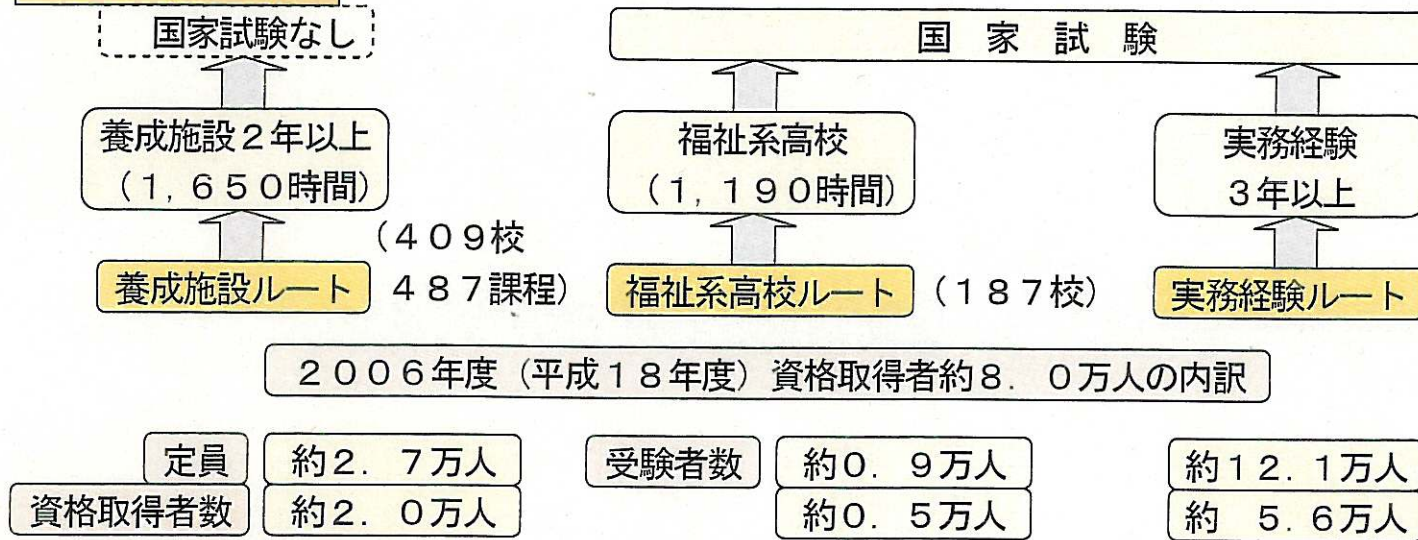 国家試験なし
国家試験
養成施設2年以上
(1,650時間)
福祉系高校
(1,190時間)
実務経験
3年以上
(409校
487課程)
養成施設ルート
福祉系高校ルート
(187校)
実務経験ルート
2006年度(平成18年度)資格取得者約8.0万人の内訳
定員
約2.7万人
受験者数
約0.9万人
約12.1万人
資格取得者数
約2.0万人
約0.5万人
約 5.6万人